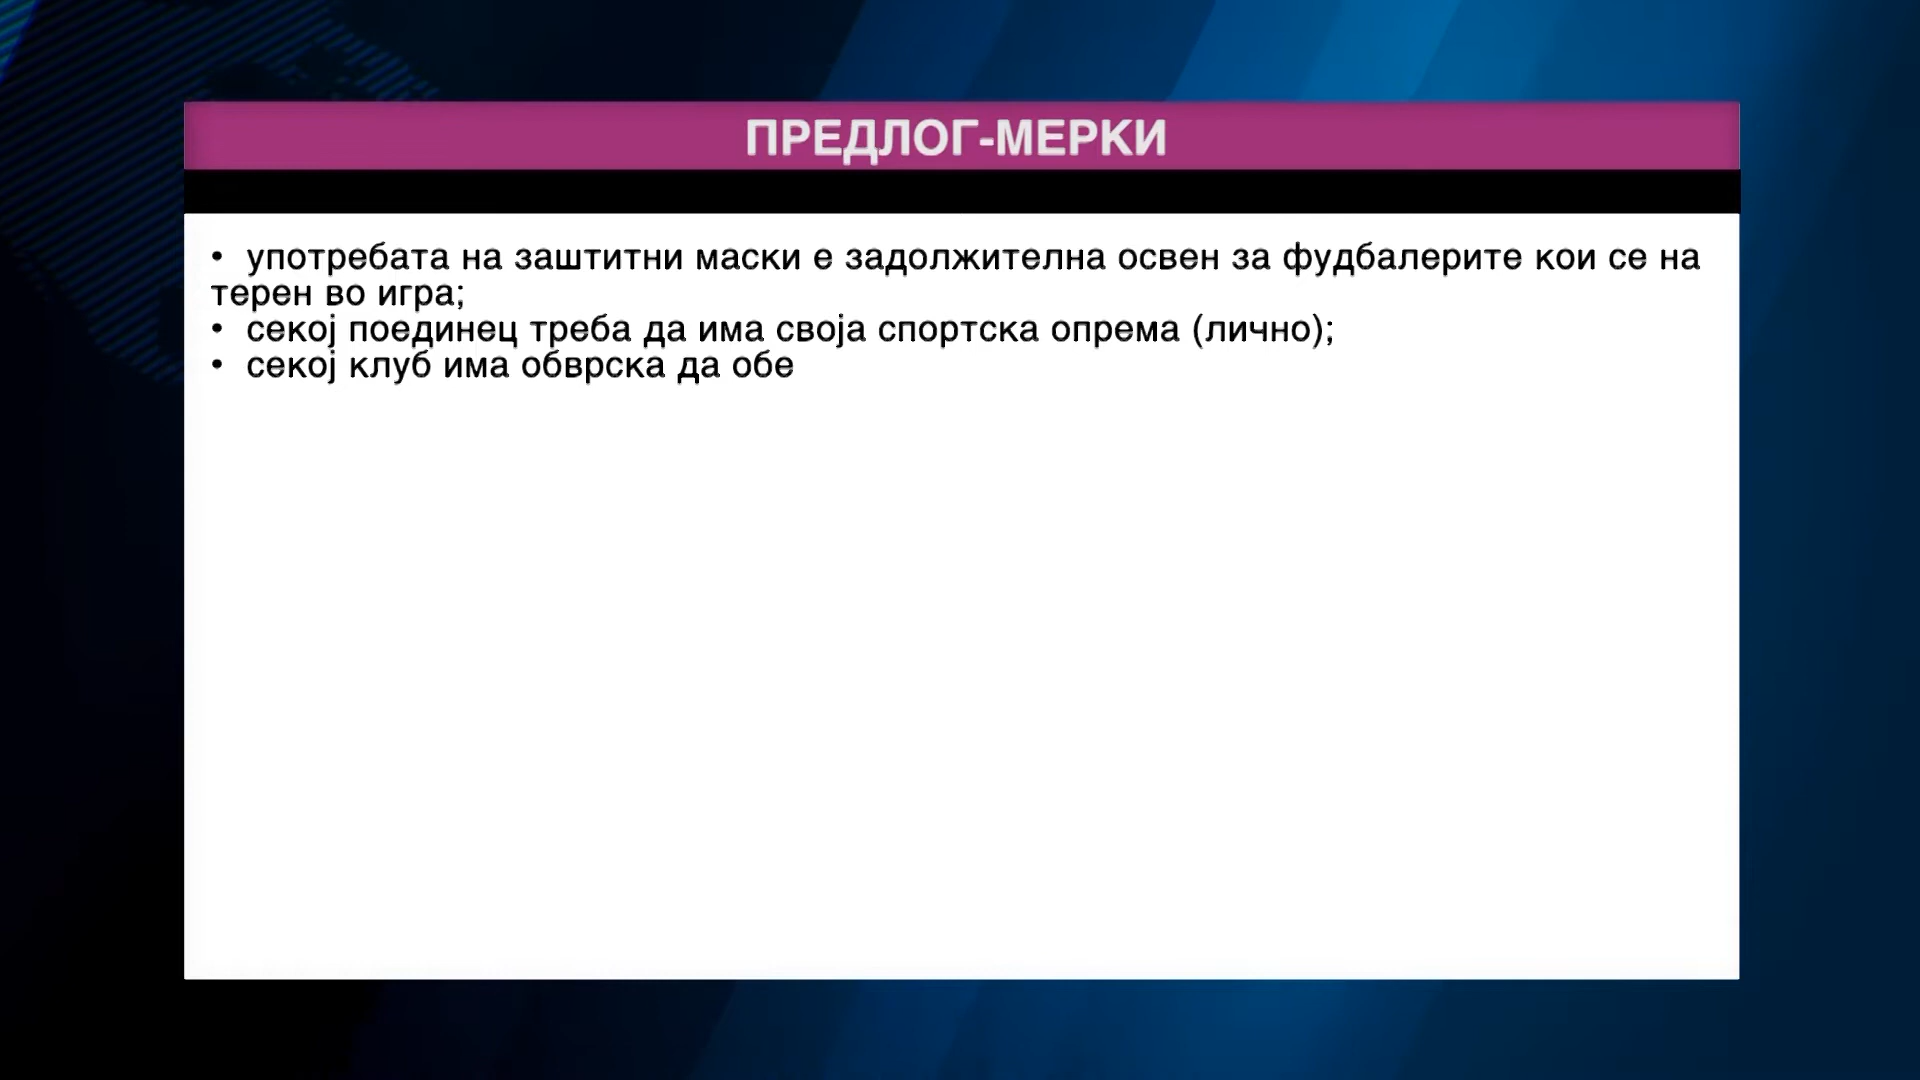 ПРЕДЛОГ-МЕРКИ
• употребата на заштитни маски е задолжителна освен за фудбалерите кои се на
терен во игра;
• секој поединец треба да има своја спортска опрема (лично);
• секој клуб има обврска да обе